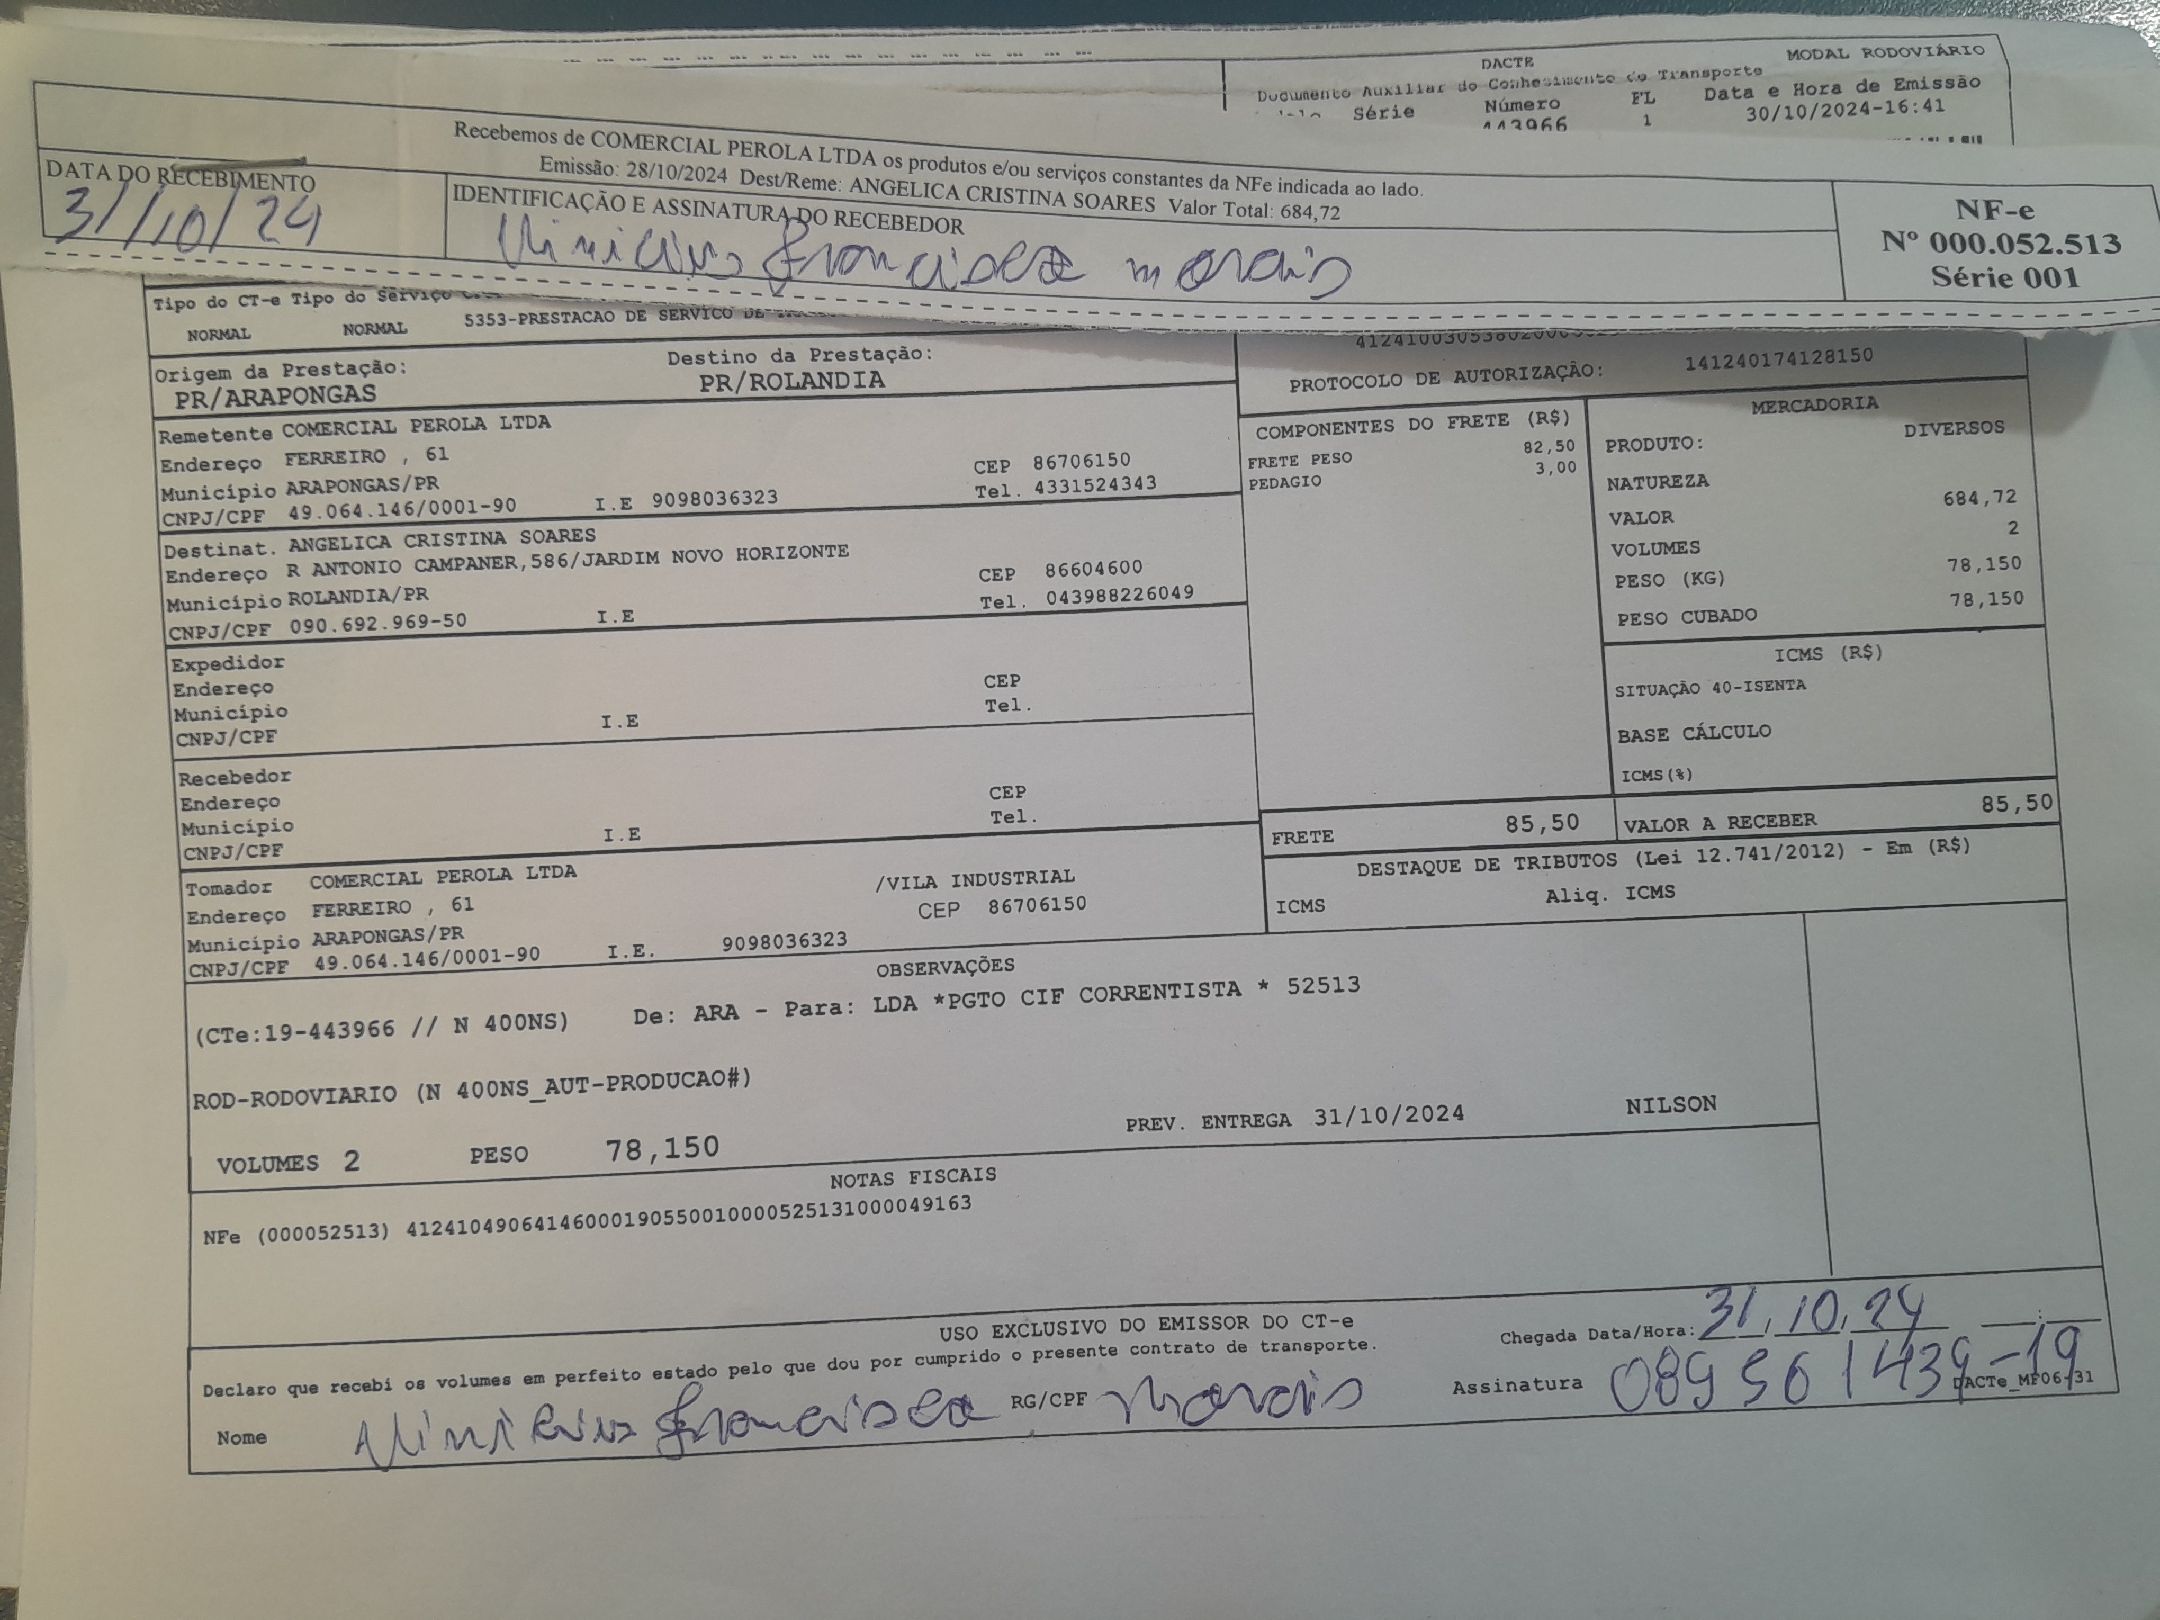 DACTE MODAL RODOVIÁRIO
Documento Auxiliar do Conhecimento de Transporte
Série Número FL Data e Hora de Emissão
443966 1 30/10/2024-16:41
Recebemos de COMERCIAL PEROLA LTDA os produtos e/ou serviços constantes da NFe indicada ao lado.
Emissão: 28/10/2024 Dest/Reme: ANGELICA CRISTINA SOARES Valor Total: 684,72
DATA DO RECEBIMENTO
31/10/24
IDENTIFICAÇÃO E ASSINATURA DO RECEBEDOR
Vinicius Francisco Morais
NF-e
Nº 000.052.513
Série 001
Tipo do CT-e Tipo do Serviço
NORMAL NORMAL 5353-PRESTACAO DE SERVICO DE
Origem da Prestação: Destino da Prestação:
PR/ARAPONGAS PR/ROLANDIA
PROTOCOLO DE AUTORIZAÇÃO: 141240174128150
Remetente COMERCIAL PEROLA LTDA
Endereço FERREIRO , 61 CEP 86706150
Município ARAPONGAS/PR Tel. 4331524343
CNPJ/CPF 49.064.146/0001-90 I.E 9098036323
Destinat. ANGELICA CRISTINA SOARES
Endereço R ANTONIO CAMPANER,586/JARDIM NOVO HORIZONTE CEP 86604600
Município ROLANDIA/PR Tel. 043988226049
CNPJ/CPF 090.692.969-50 I.E
Expedidor
Endereço CEP
Município Tel.
CNPJ/CPF I.E
Recebedor
Endereço CEP
Município Tel.
CNPJ/CPF I.E
Tomador COMERCIAL PEROLA LTDA /VILA INDUSTRIAL
Endereço FERREIRO , 61 CEP 86706150
Município ARAPONGAS/PR
CNPJ/CPF 49.064.146/0001-90 I.E. 9098036323
COMPONENTES DO FRETE (R$)
FRETE PESO 82,50
PEDAGIO 3,00
MERCADORIA
PRODUTO: DIVERSOS
NATUREZA
VALOR 684,72
VOLUMES 2
PESO (KG) 78,150
PESO CUBADO 78,150
ICMS (R$)
SITUAÇÃO 40-ISENTA
BASE CÁLCULO
ICMS(%)
FRETE 85,50 VALOR A RECEBER 85,50
DESTAQUE DE TRIBUTOS (Lei 12.741/2012) - Em (R$)
ICMS Aliq. ICMS
OBSERVAÇÕES
(CTe:19-443966 // N 400NS) De: ARA - Para: LDA *PGTO CIF CORRENTISTA * 52513
ROD-RODOVIARIO (N 400NS_AUT-PRODUCAO#)
VOLUMES 2 PESO 78,150 PREV. ENTREGA 31/10/2024 NILSON
NOTAS FISCAIS
NFe (000052513) 41241049064146000190550010000525131000049163
USO EXCLUSIVO DO EMISSOR DO CT-e
Declaro que recebi os volumes em perfeito estado pelo que dou por cumprido o presente contrato de transporte.
Chegada Data/Hora: 31,10,24
Nome Vinicius Francisco RG/CPF Morais Assinatura 089561439-19
DACTe_MF06-31